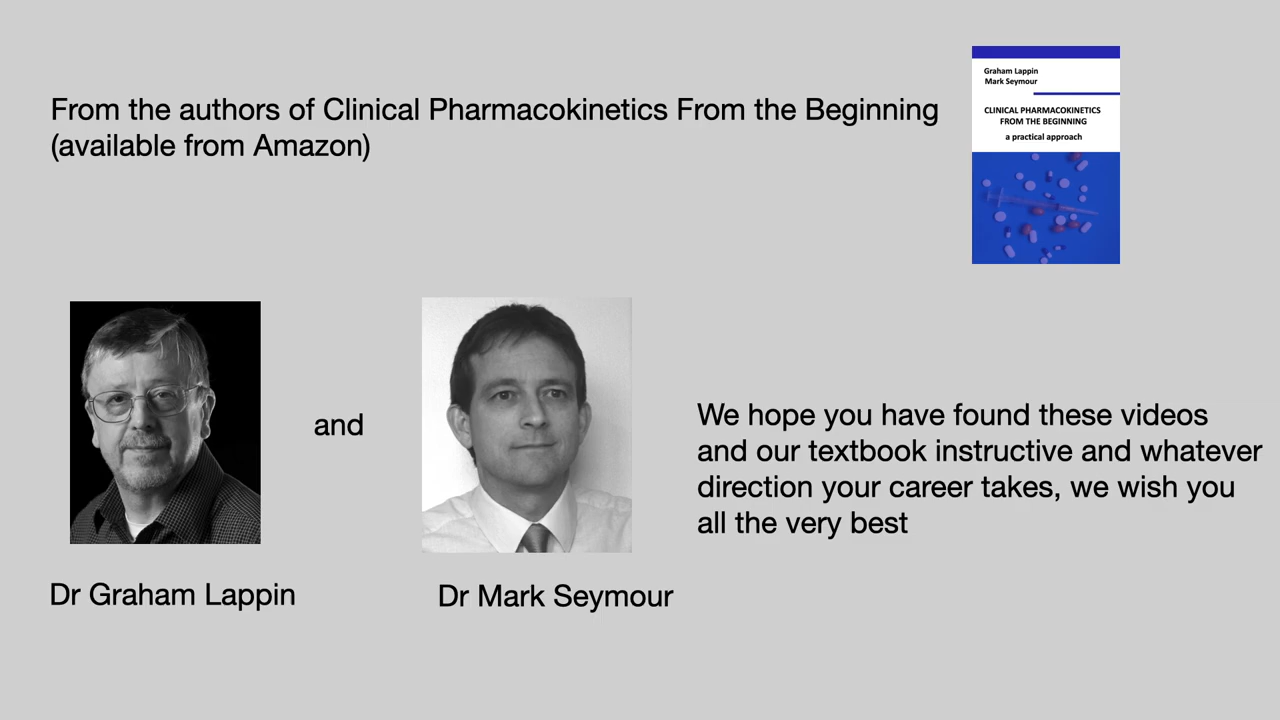 From the authors of Clinical Pharmacokinetics From the Beginning
(available from Amazon)
Graham Lappin
Mark Seymour
CLINICAL PHARMACOKINETICS
FROM THE BEGINNING
a practical approach
and
We hope you have found these videos
and our textbook instructive and whatever
direction your career takes, we wish you
all the very best
Dr Graham Lappin
Dr Mark Seymour